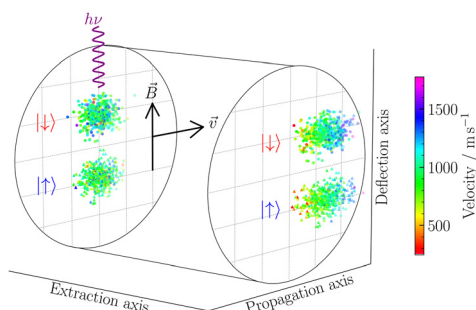 hν
B⃗
v⃗
|↓⟩
|↑⟩
|↓⟩
|↑⟩
Extraction axis
Propagation axis
Deflection axis
1500
1000
500
Velocity / m s⁻¹